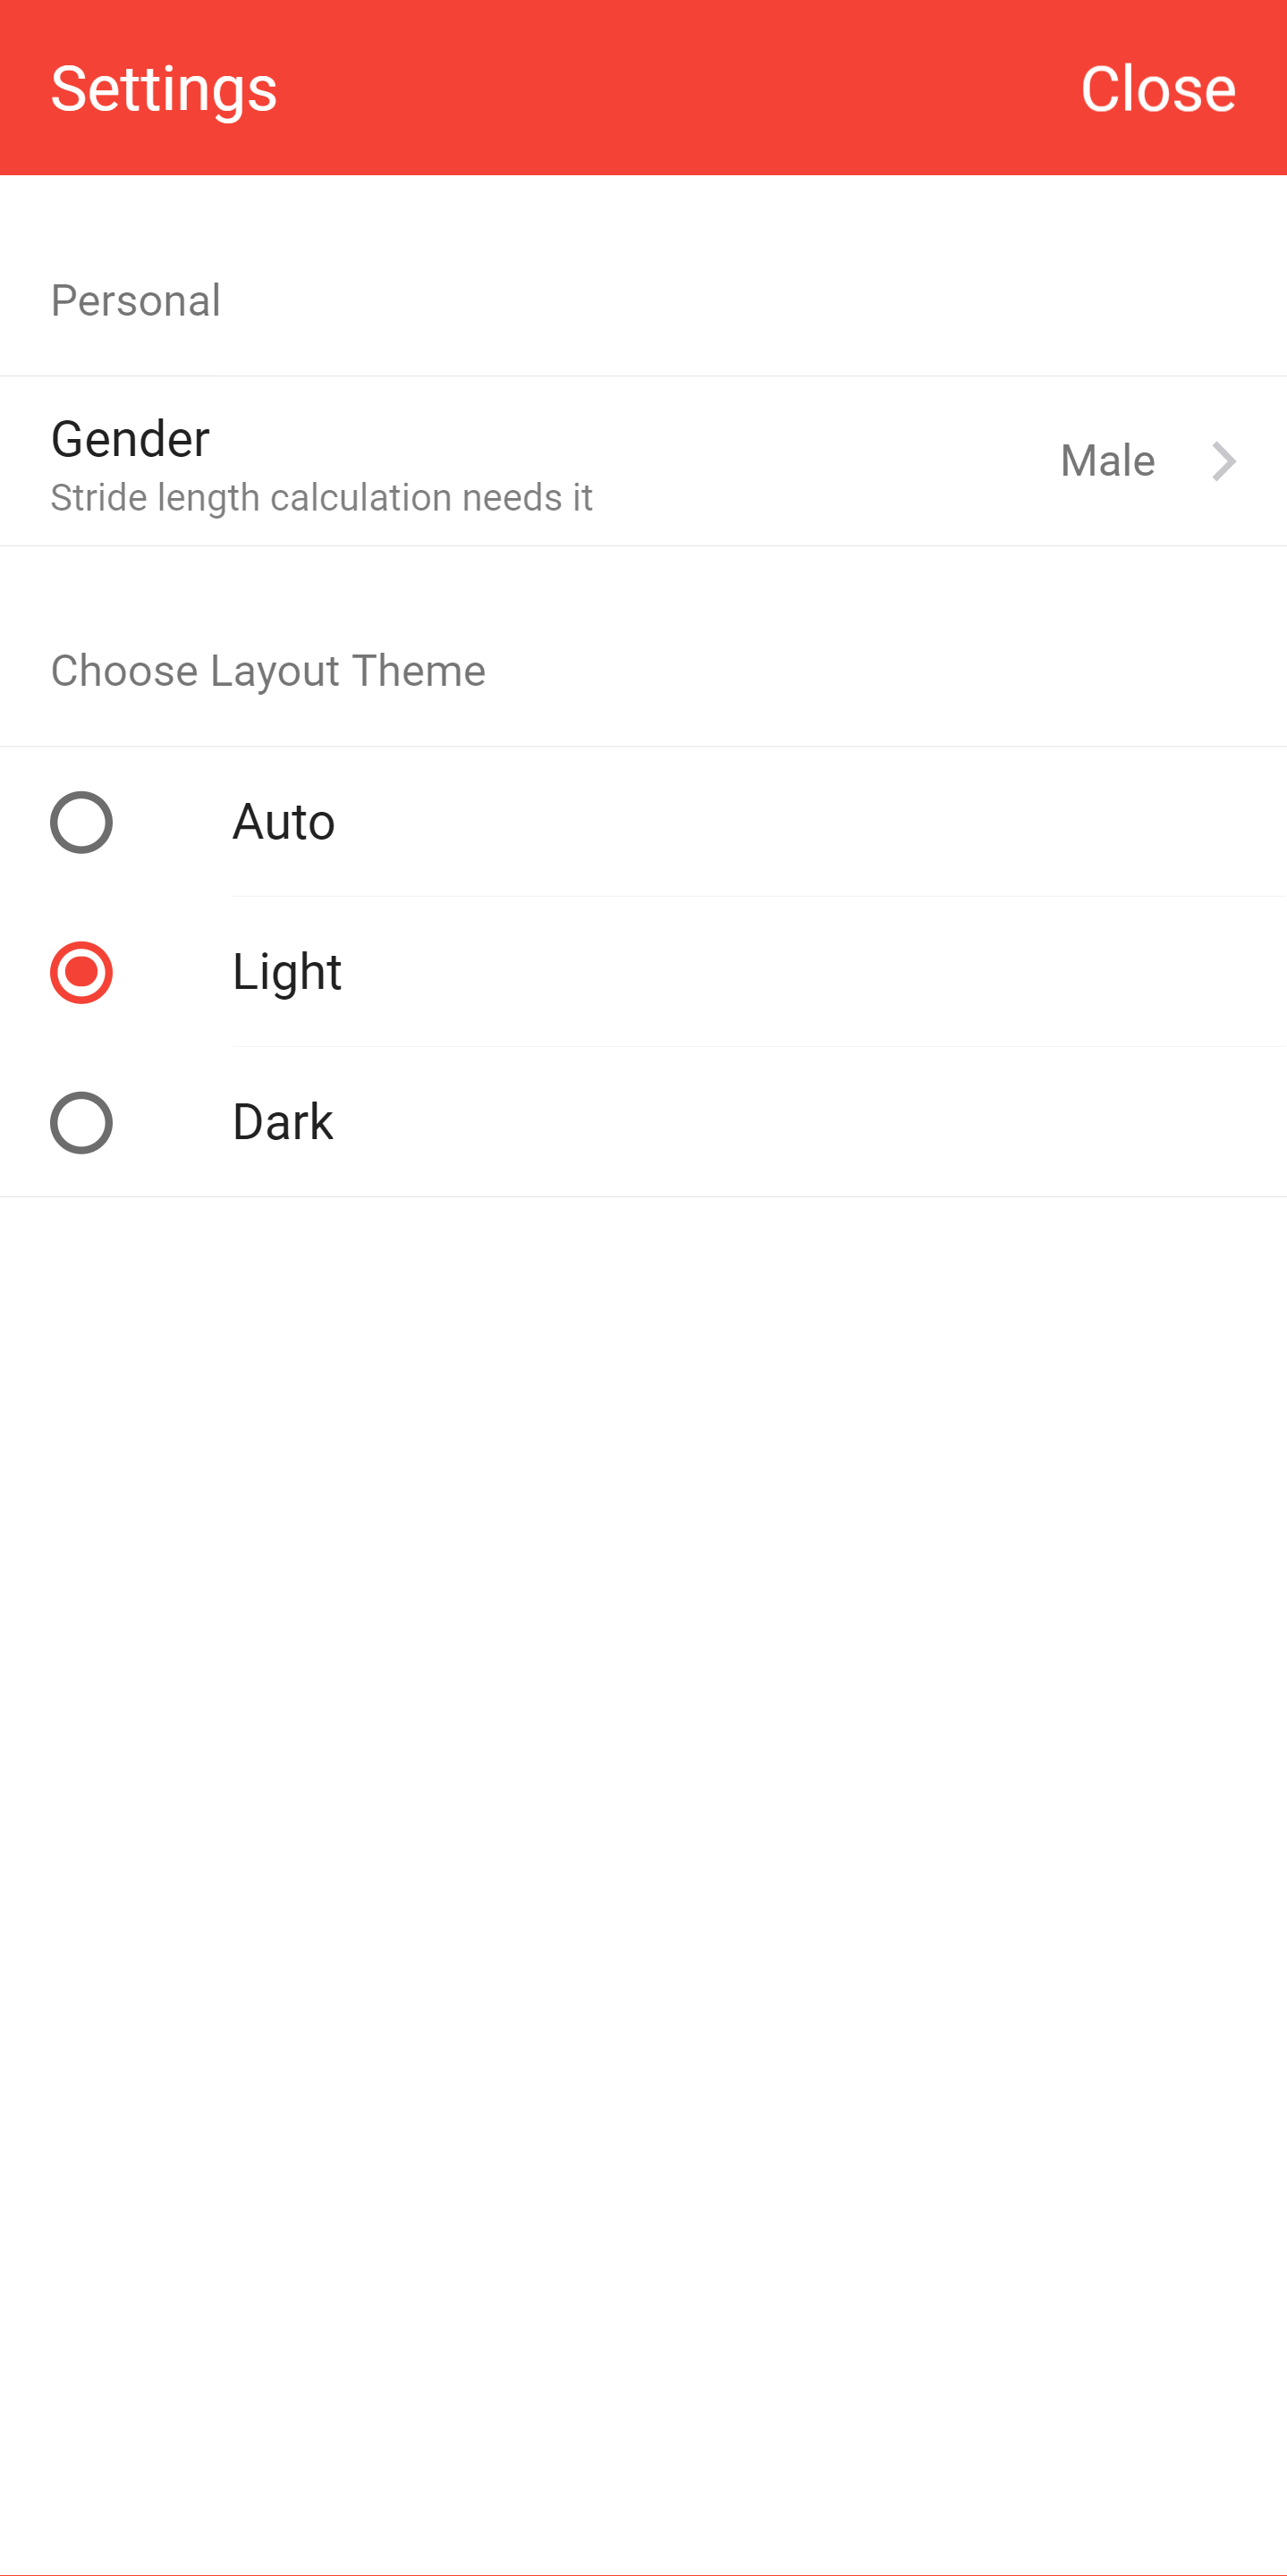 Settings Close
Personal
Gender
Stride length calculation needs it
Male
Choose Layout Theme
Auto
Light
Dark